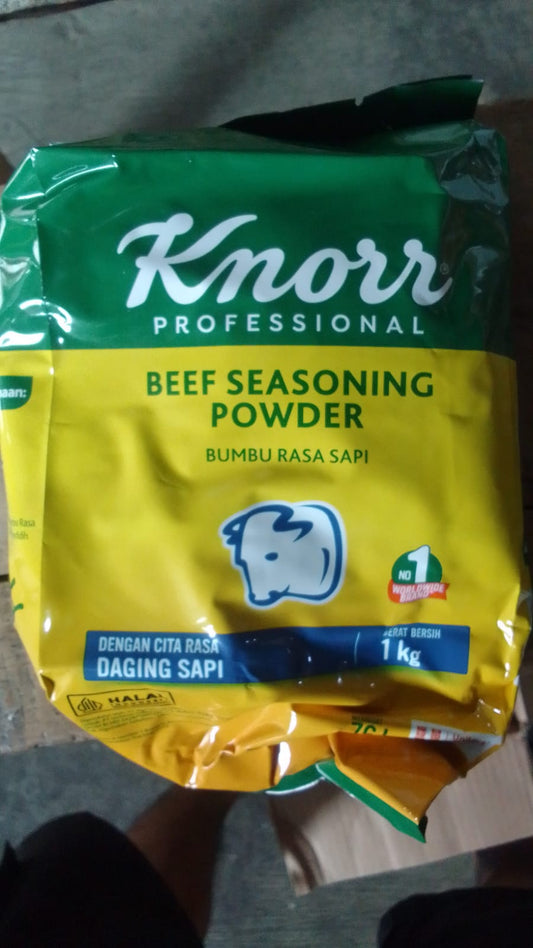 Knorr®
PROFESSIONAL
BEEF SEASONING
POWDER
BUMBU RASA SAPI
NO 1
WORLDWIDE
BRAND
DENGAN CITA RASA
DAGING SAPI
BERAT BERSIH
1 kg
HALAL